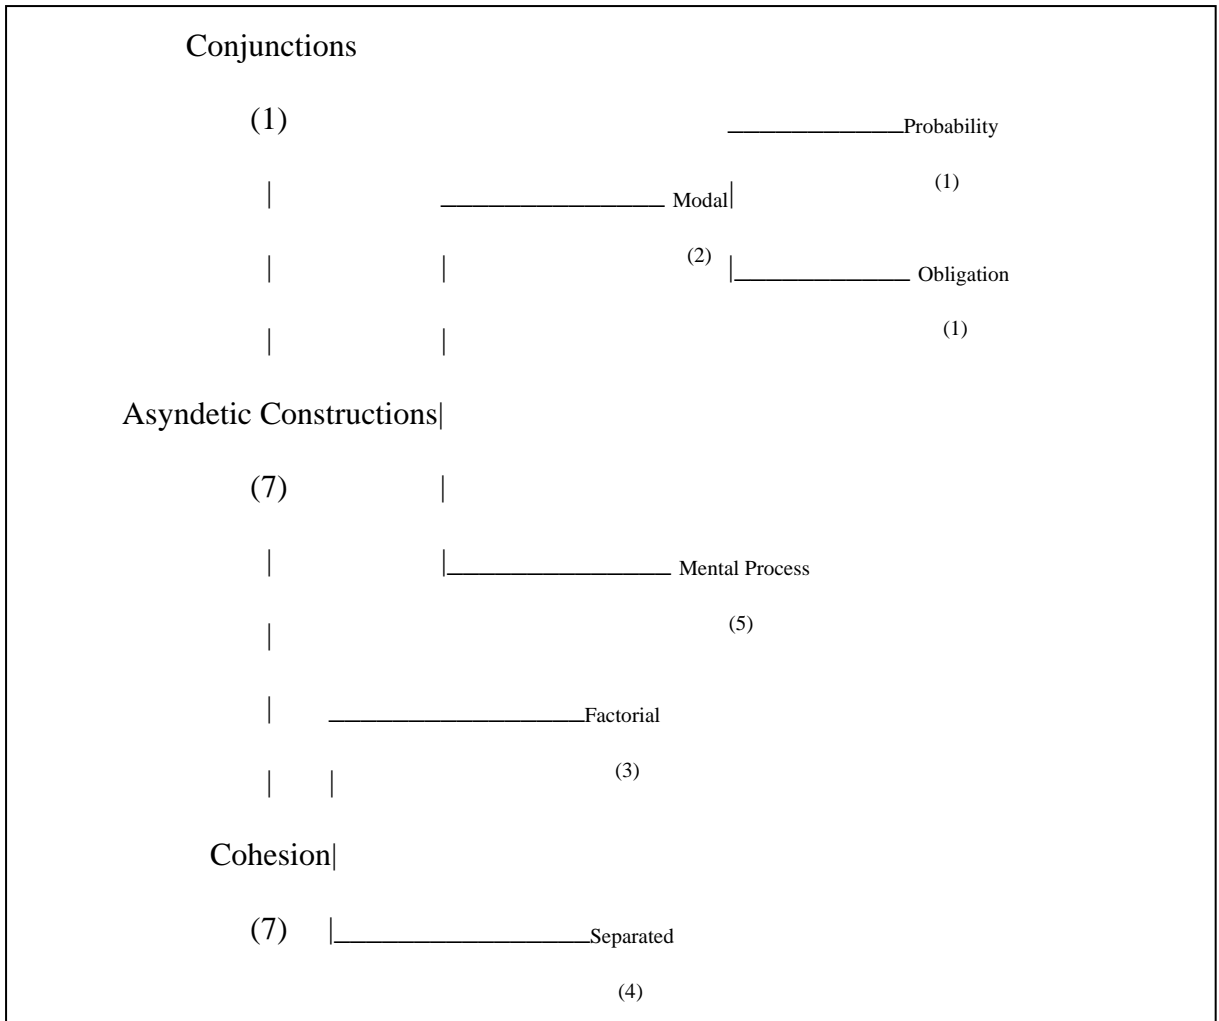 Conjunctions
(1)
Probability
(1)
Modal
(2)
Obligation
(1)
Asyndetic Constructions
(7)
Mental Process
(5)
Factorial
(3)
Cohesion
(7)
Separated
(4)